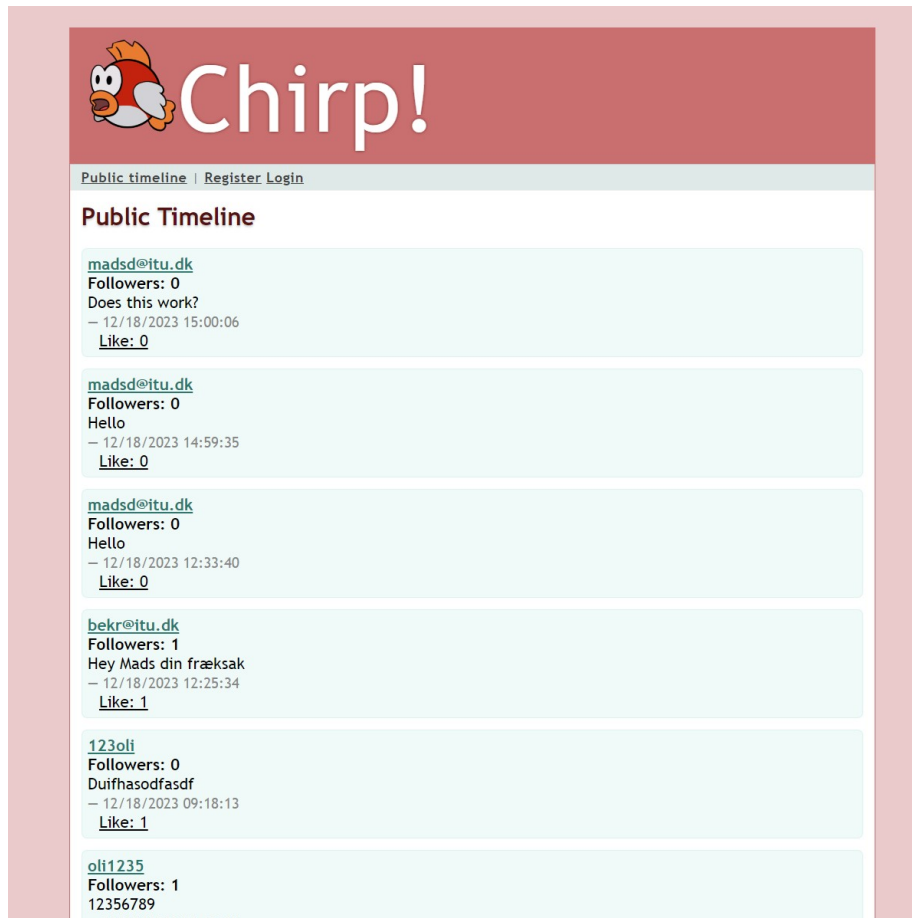 Chirp!
Public timeline | Register Login
Public Timeline
madsd@itu.dk
Followers: 0
Does this work?
— 12/18/2023 15:00:06
Like: 0
madsd@itu.dk
Followers: 0
Hello
— 12/18/2023 14:59:35
Like: 0
madsd@itu.dk
Followers: 0
Hello
— 12/18/2023 12:33:40
Like: 0
bekr@itu.dk
Followers: 1
Hey Mads din fræksak
— 12/18/2023 12:25:34
Like: 1
123oli
Followers: 0
Duifhasodfasdf
— 12/18/2023 09:18:13
Like: 1
oli1235
Followers: 1
12356789